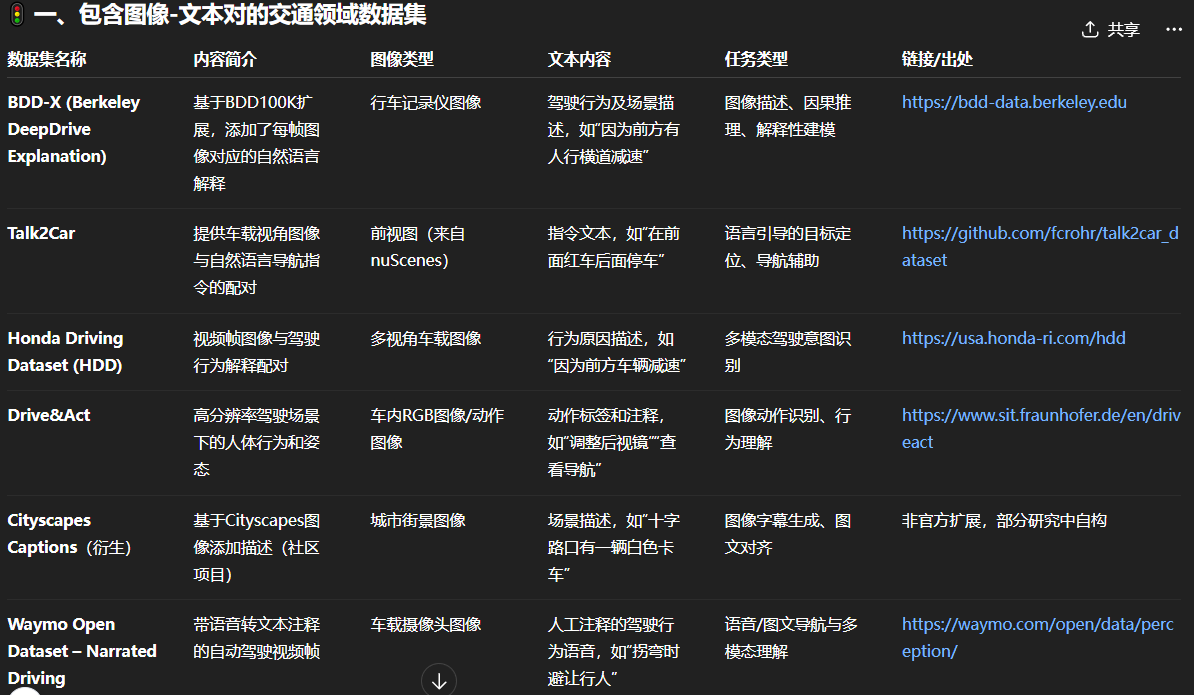 一、包含图像-文本对的交通领域数据集
共享
数据集名称 内容简介 图像类型 文本内容 任务类型 链接/出处
BDD-X (Berkeley DeepDrive Explanation) 基于BDD100K扩展，添加了每帧图像对应的自然语言解释 行车记录仪图像 驾驶行为及场景描述，如“因为前方有人行横道减速” 图像描述、因果推理、解释性建模 https://bdd-data.berkeley.edu
Talk2Car 提供车载视角图像与自然语言导航指令的配对 前视图（来自nuScenes） 指令文本，如“在前面红车后面停车” 语言引导的目标定位、导航辅助 https://github.com/fcrohr/talk2car_dataset
Honda Driving Dataset (HDD) 视频帧图像与驾驶行为解释配对 多视角车载图像 行为原因描述，如“因为前方车辆减速” 多模态驾驶意图识别 https://usa.honda-ri.com/hdd
Drive&Act 高分辨率驾驶场景下的人体行为和姿态 车内RGB图像/动作图像 动作标签和注释，如“调整后视镜”“查看导航” 图像动作识别、行为理解 https://www.sit.fraunhofer.de/en/driveact
Cityscapes Captions（衍生） 基于Cityscapes图像添加描述（社区项目） 城市街景图像 场景描述，如“十字路口有一辆白色卡车” 图像字幕生成、图文对齐 非官方扩展，部分研究中自构
Waymo Open Dataset – Narrated Driving 带语音转文本注释的自动驾驶视频帧 车载摄像头图像 人工注释的驾驶行为语音，如“拐弯时避让行人” 语音/图文导航与多模态理解 https://waymo.com/open/data/perception/